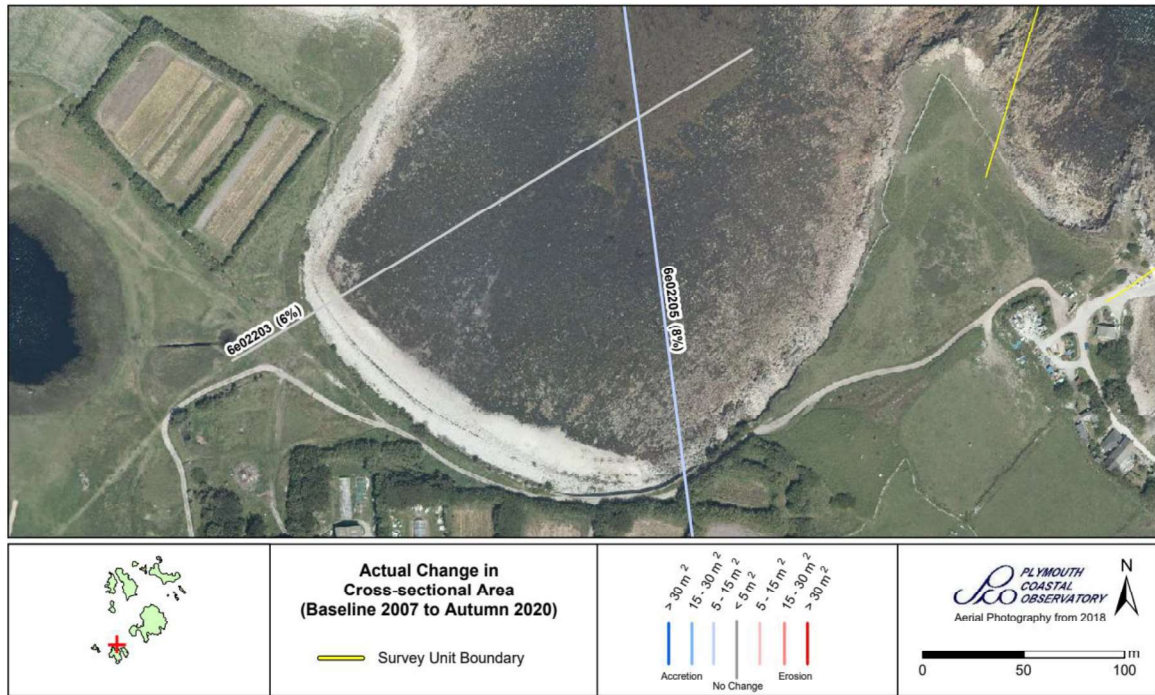 6e02203 (6%)
6e02205 (8%)
Actual Change in
Cross-sectional Area
(Baseline 2007 to Autumn 2020)
Survey Unit Boundary
> 30 m²
15 - 30 m²
5 - 15 m²
< 5 m²
5 - 15 m²
15 - 30 m²
> 30 m²
Accretion
No Change
Erosion
PLYMOUTH
COASTAL
OBSERVATORY
Aerial Photography from 2018
N
m
0 50 100